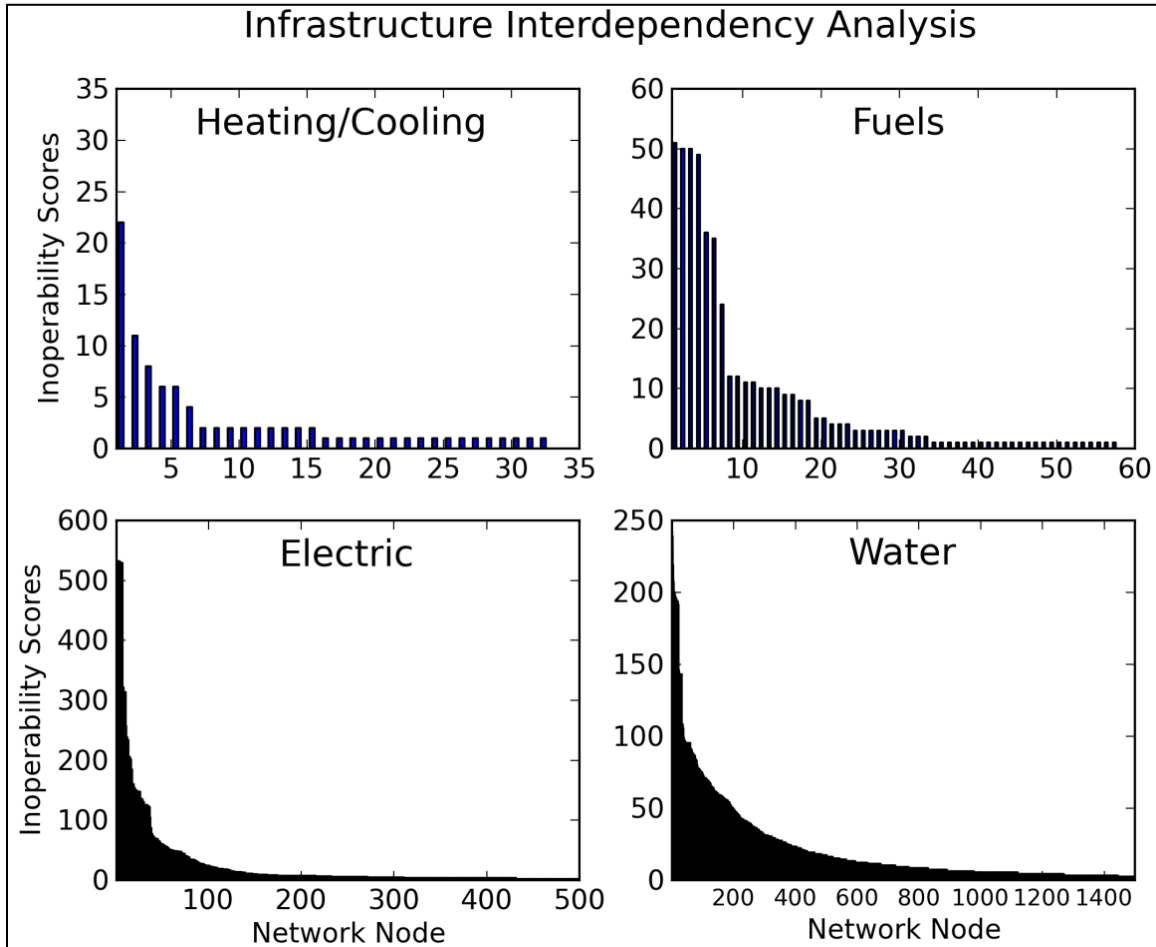 Infrastructure Interdependency Analysis
Heating/Cooling
Inoperability Scores
35
30
25
20
15
10
5
0
5 10 15 20 25 30 35
Fuels
60
50
40
30
20
10
0
10 20 30 40 50 60
Electric
Inoperability Scores
600
500
400
300
200
100
0
100 200 300 400 500
Network Node
Water
250
200
150
100
50
0
200 400 600 800 1000 1200 1400
Network Node